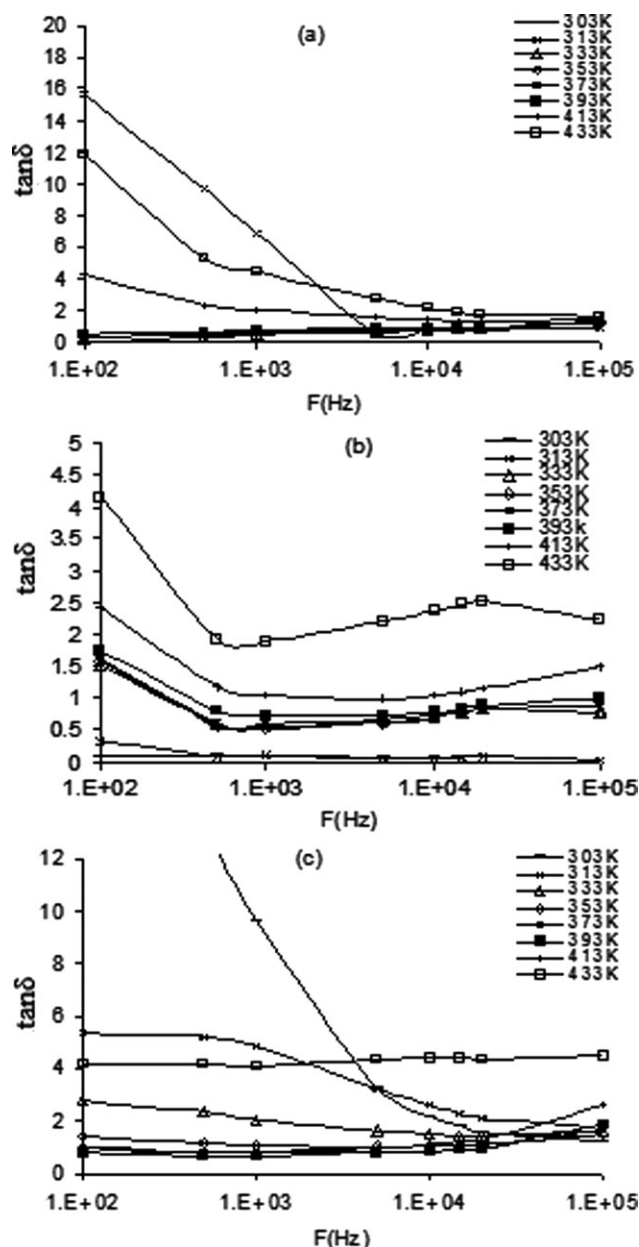 (a)
303K
313K
333K
353K
373K
393K
413K
433K
20
18
16
14
12
10
8
6
4
2
0
tanδ
1.E+02 1.E+03 1.E+04 1.E+05
F(Hz)
(b)
303K
313K
333K
353K
373K
393k
413K
433K
5
4.5
4
3.5
3
2.5
2
1.5
1
0.5
0
tanδ
1.E+02 1.E+03 1.E+04 1.E+05
F(Hz)
(c)
303K
313K
333K
353K
373K
393K
413K
433K
12
10
8
6
4
2
0
tanδ
1.E+02 1.E+03 1.E+04 1.E+05
F(Hz)